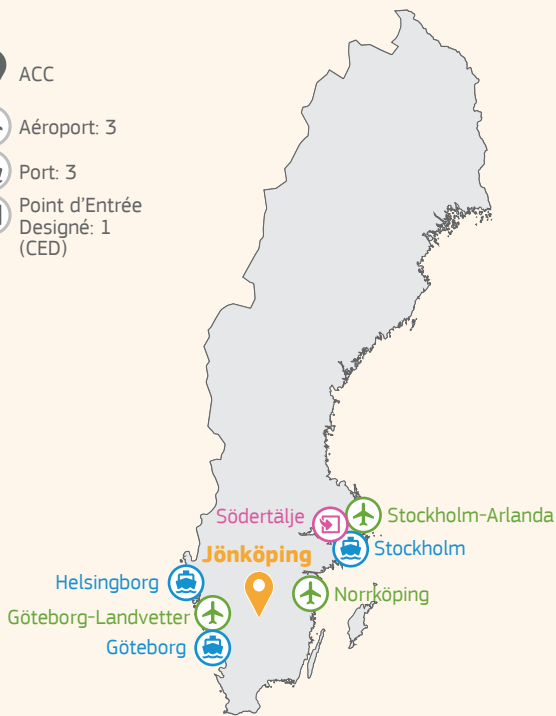 ACC
Aéroport: 3
Port: 3
Point d'Entrée
Designé: 1
(CED)
Södertälje
Stockholm-Arlanda
Stockholm
Jönköping
Helsingborg
Norrköping
Göteborg-Landvetter
Göteborg